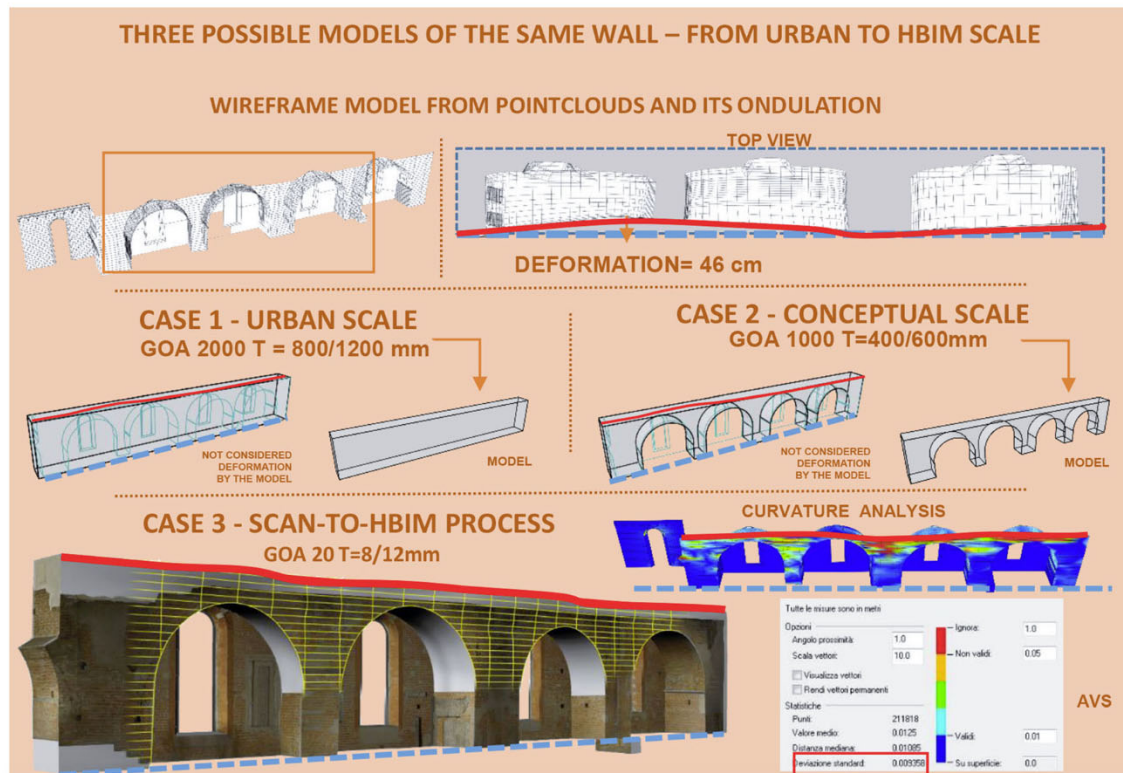 THREE POSSIBLE MODELS OF THE SAME WALL – FROM URBAN TO HBIM SCALE
WIREFRAME MODEL FROM POINTCLOUDS AND ITS ONDULATION
TOP VIEW
DEFORMATION= 46 cm
CASE 1 - URBAN SCALE
GOA 2000 T = 800/1200 mm
NOT CONSIDERED
DEFORMATION
BY THE MODEL
MODEL
CASE 2 - CONCEPTUAL SCALE
GOA 1000 T=400/600mm
NOT CONSIDERED
DEFORMATION
BY THE MODEL
MODEL
CASE 3 - SCAN-TO-HBIM PROCESS
GOA 20 T=8/12mm
CURVATURE ANALYSIS
Tutte le misure sono in metri
Opzioni
Angolo prossimità: 1.0
Scala vettori: 10.0
Visualizza vettori
Rendi vettori permanenti
Statistiche
Punti: 211818
Valore medio: 0.0125
Distanza mediana: 0.01085
Deviazione standard: 0.009358
Ignora: 1.0
Non validi: 0.05
Validi: 0.01
Su superficie: 0.0
AVS